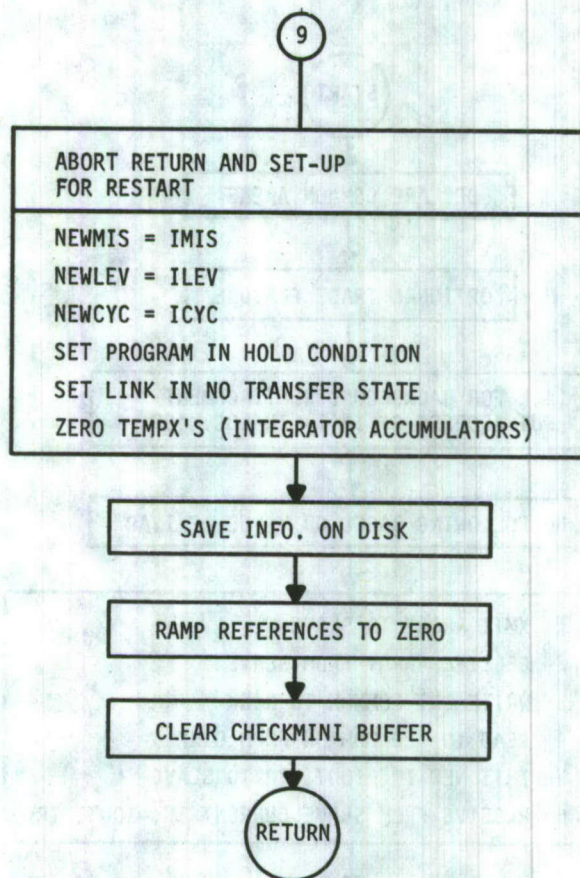 9
ABORT RETURN AND SET-UP
FOR RESTART
NEWMIS = IMIS
NEWLEV = ILEV
NEWCYC = ICYC
SET PROGRAM IN HOLD CONDITION
SET LINK IN NO TRANSFER STATE
ZERO TEMPX'S (INTEGRATOR ACCUMULATORS)
SAVE INFO. ON DISK
RAMP REFERENCES TO ZERO
CLEAR CHECKMINI BUFFER
RETURN